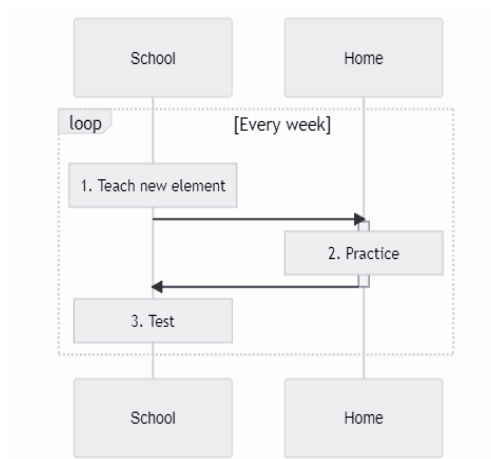 School
Home
loop
[Every week]
1. Teach new element
2. Practice
3. Test
School
Home